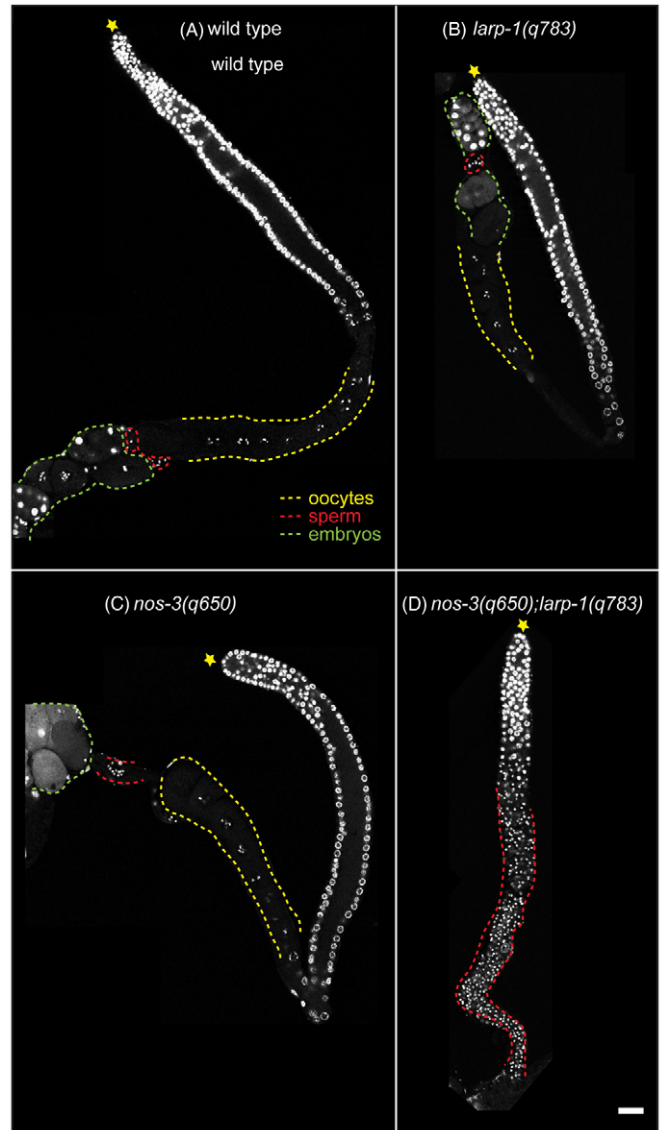 (A) wild type
wild type
(B) larp-1(q783)
oocytes
sperm
embryos
(C) nos-3(q650)
(D) nos-3(q650);larp-1(q783)